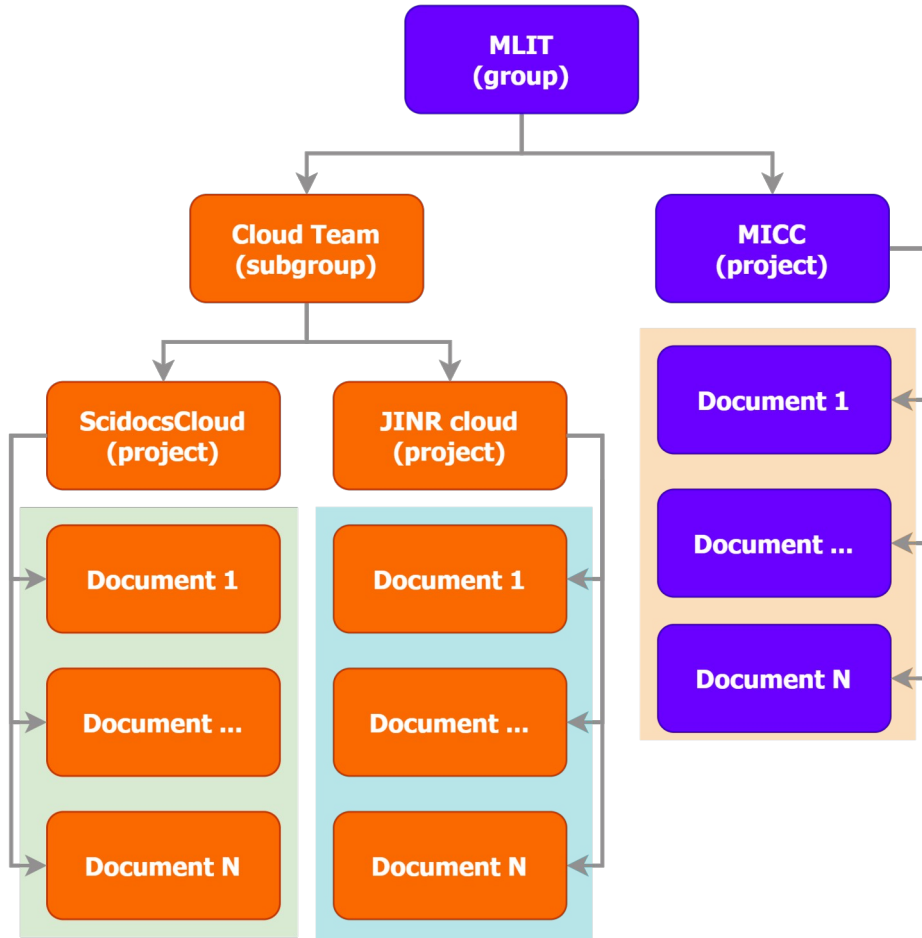 MLIT
(group)
Cloud Team
(subgroup)
MICC
(project)
ScidocsCloud
(project)
JINR cloud
(project)
Document 1
Document ...
Document N
Document 1
Document ...
Document N
Document 1
Document ...
Document N